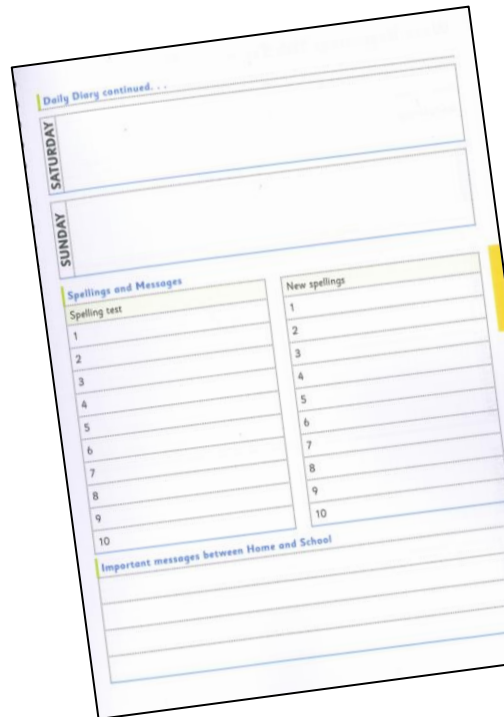 Daily Diary continued. . .
SATURDAY
SUNDAY
Spellings and Messages
Spelling test
1
2
3
4
5
6
7
8
9
10
New spellings
1
2
3
4
5
6
7
8
9
10
Important messages between Home and School